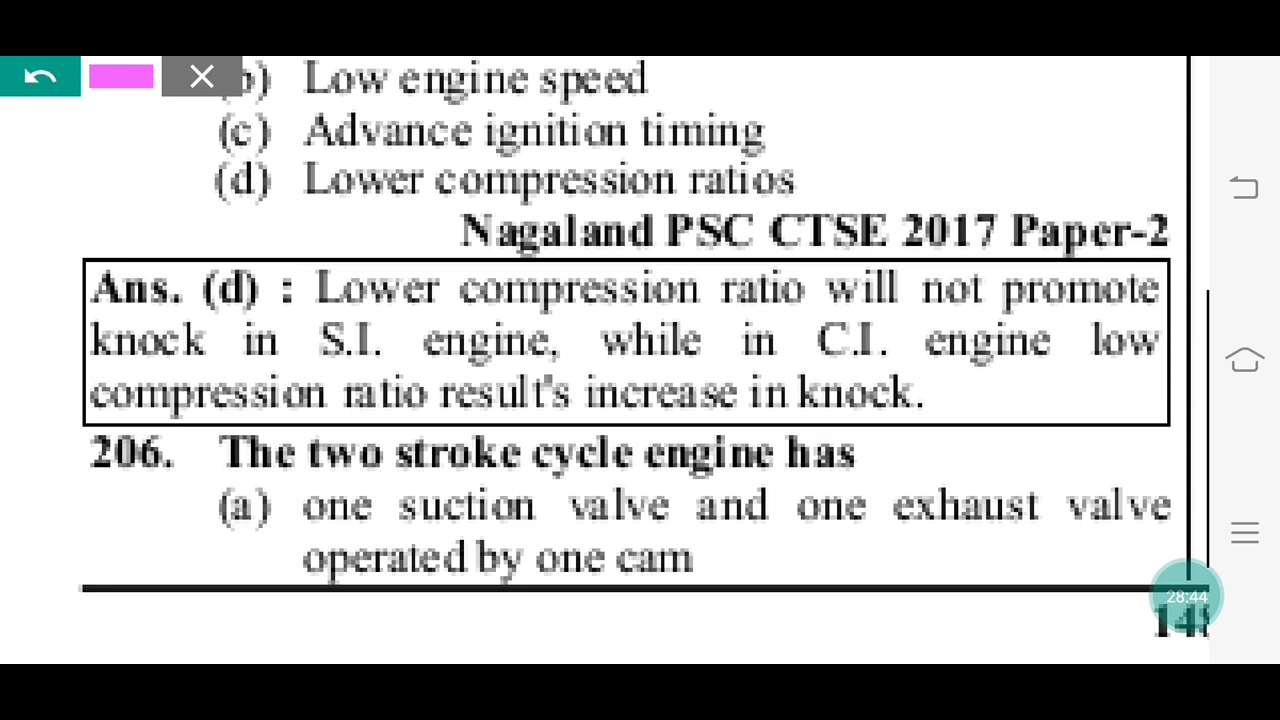 b) Low engine speed
(c) Advance ignition timing
(d) Lower compression ratios
Nagaland PSC CTSE 2017 Paper-2
Ans. (d) : Lower compression ratio will not promote
knock in S.I. engine, while in C.I. engine low
compression ratio result's increase in knock.
206. The two stroke cycle engine has
(a) one suction valve and one exhaust valve
operated by one cam
28:44